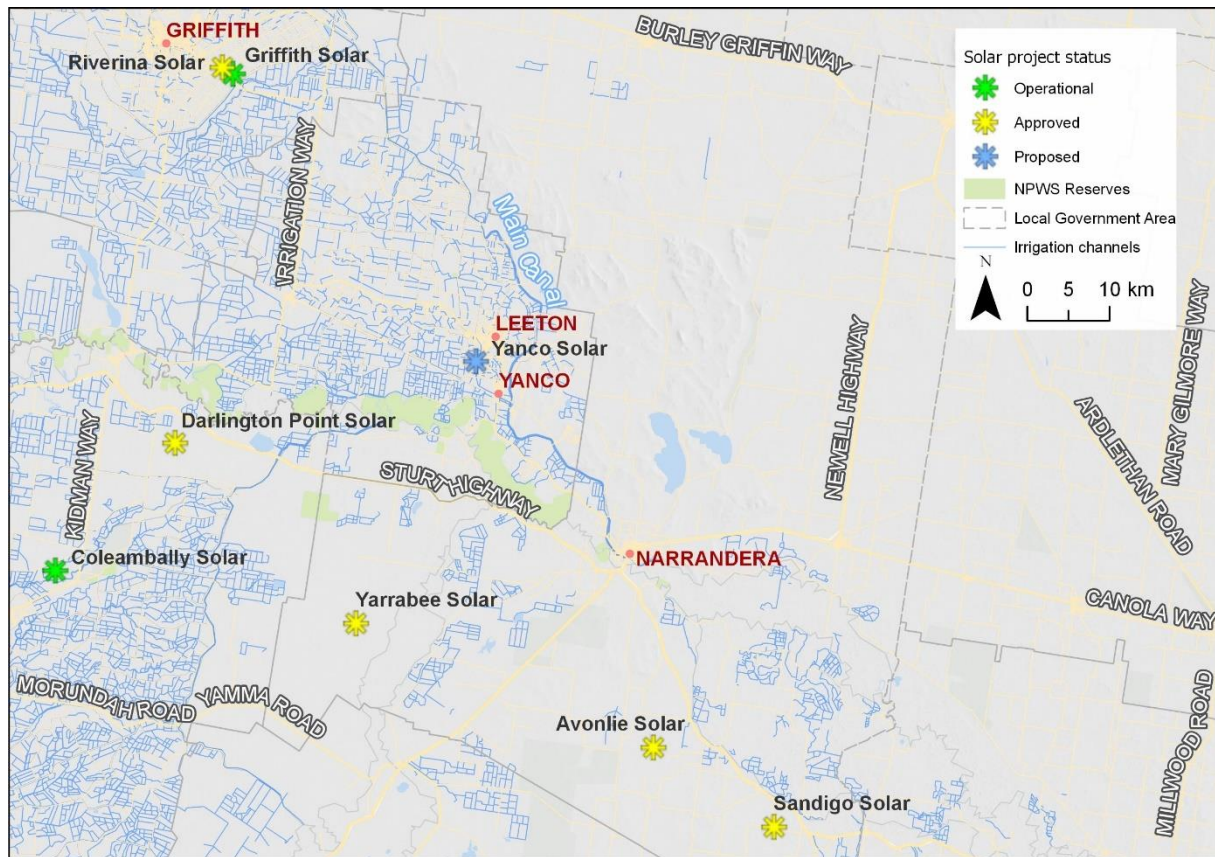 GRIFFITH
Riverina Solar
Griffith Solar
BURLEY GRIFFIN WAY
Solar project status
Operational
Approved
Proposed
NPWS Reserves
Local Government Area
Irrigation channels
N
0 5 10 km
IRRIGATION WAY
Main Canal
LEETON
Yanco Solar
YANCO
NEWELL HIGHWAY
MARY GILMORE WAY
ARDLETHAN ROAD
Darlington Point Solar
KIDMAN WAY
STURT HIGHWAY
Coleambally Solar
NARRANDERA
Yarrabee Solar
CANOLA WAY
MORUNDAH ROAD
YAMMA ROAD
Avonlie Solar
MILLWOOD ROAD
Sandigo Solar